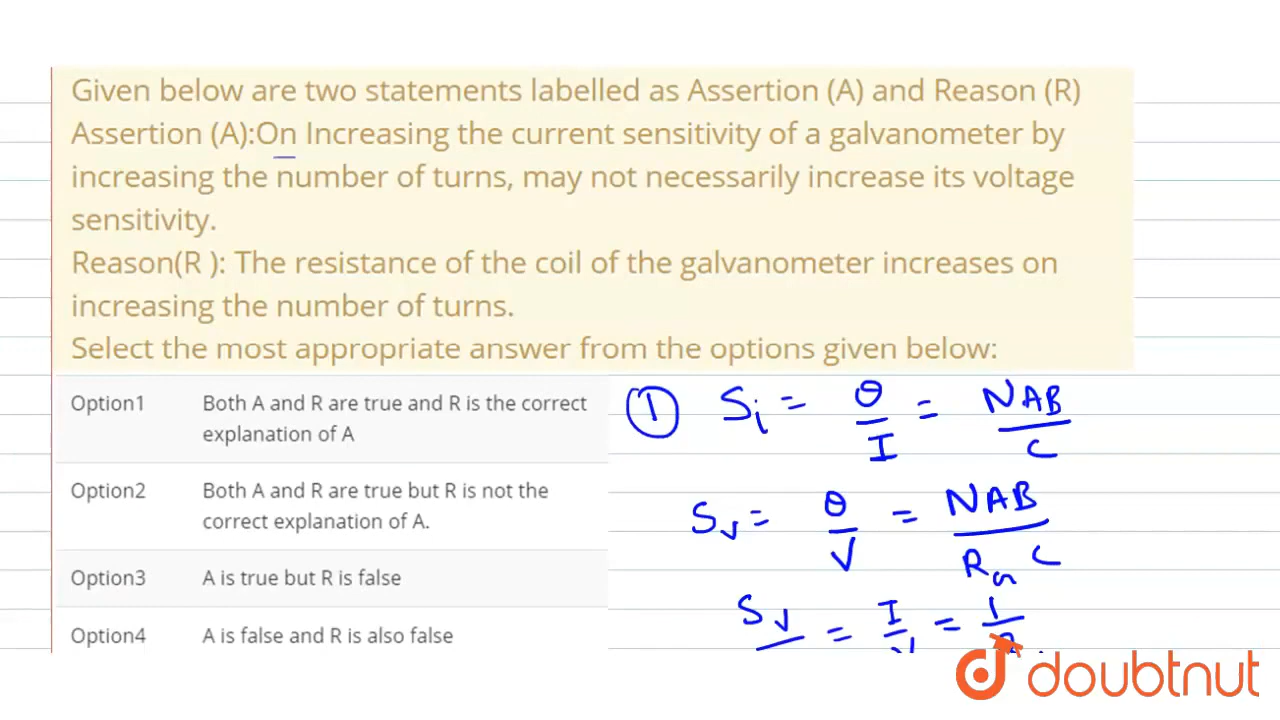 Given below are two statements labelled as Assertion (A) and Reason (R)
Assertion (A):On Increasing the current sensitivity of a galvanometer by
increasing the number of turns, may not necessarily increase its voltage
sensitivity.
Reason(R ): The resistance of the coil of the galvanometer increases on
increasing the number of turns.
Select the most appropriate answer from the options given below:
Option1 Both A and R are true and R is the correct
explanation of A
Option2 Both A and R are true but R is not the
correct explanation of A.
Option3 A is true but R is false
Option4 A is false and R is also false
① Si = θ/I = NAB/C
Sv = θ/V = NAB/(RG C)
Sv/ = I/V = 1/
doubtnut